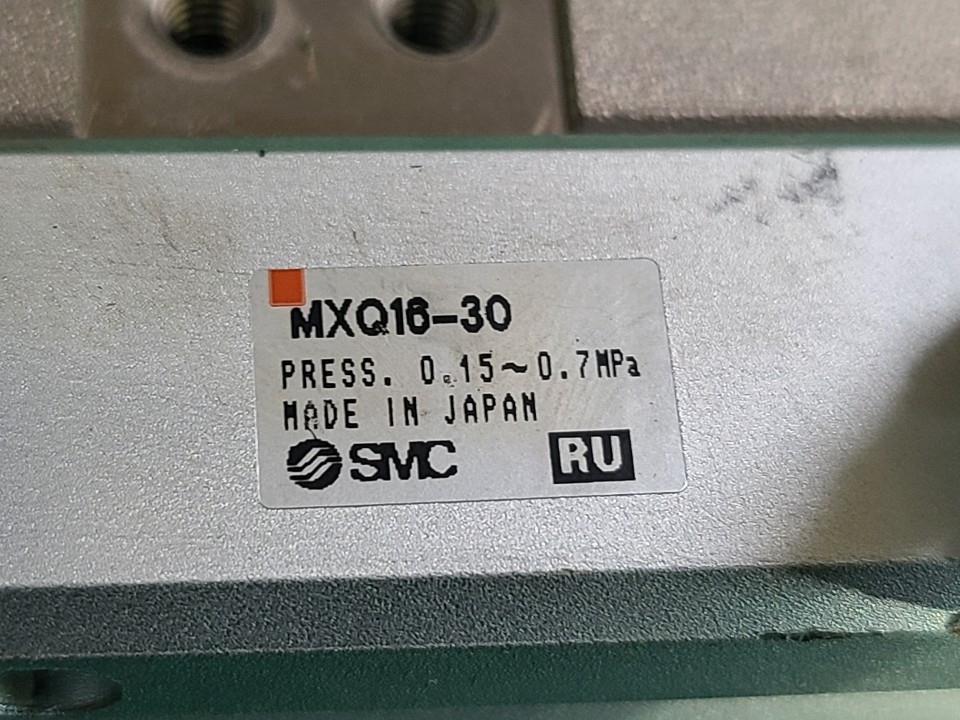 MXQ16-30
PRESS. 0.15~0.7MPa
MADE IN JAPAN
SMC RU